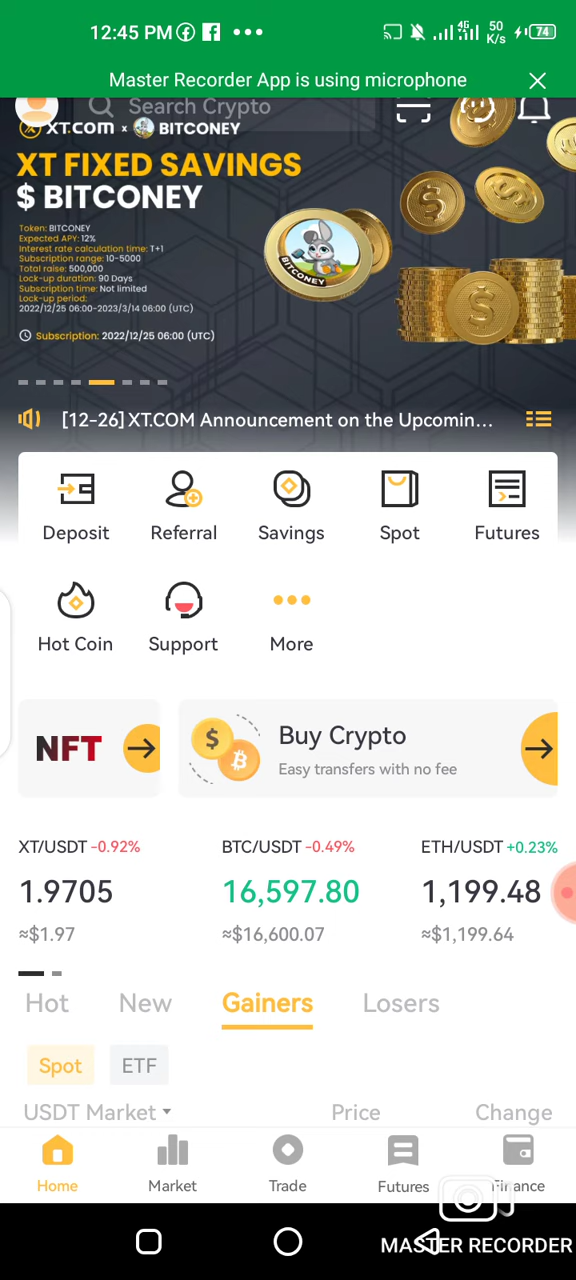 12:45 PM
4G
50
K/s
74
Master Recorder App is using microphone
Search Crypto
XT.COM x BITCONEY
XT FIXED SAVINGS
$ BITCONEY
Token: BITCONEY
Expected APY: 12%
Interest rate calculation time: T+1
Subscription range: 10-5000
Total raise: 500,000
Lock-up duration: 90 Days
Subscription time: Not limited
Lock-up period:
2022/12/25 06:00-2023/3/14 06:00 (UTC)
Subscription: 2022/12/25 06:00 (UTC)
BITCONEY
[12-26] XT.COM Announcement on the Upcomin...
Deposit Referral Savings Spot Futures
Hot Coin Support More
NFT
Buy Crypto
Easy transfers with no fee
XT/USDT -0.92% BTC/USDT -0.49% ETH/USDT +0.23%
1.9705 16,597.80 1,199.48
≈$1.97 ≈$16,600.07 ≈$1,199.64
Hot New Gainers Losers
Spot ETF
USDT Market Price Change
Home Market Trade Futures Finance
MASTER RECORDER